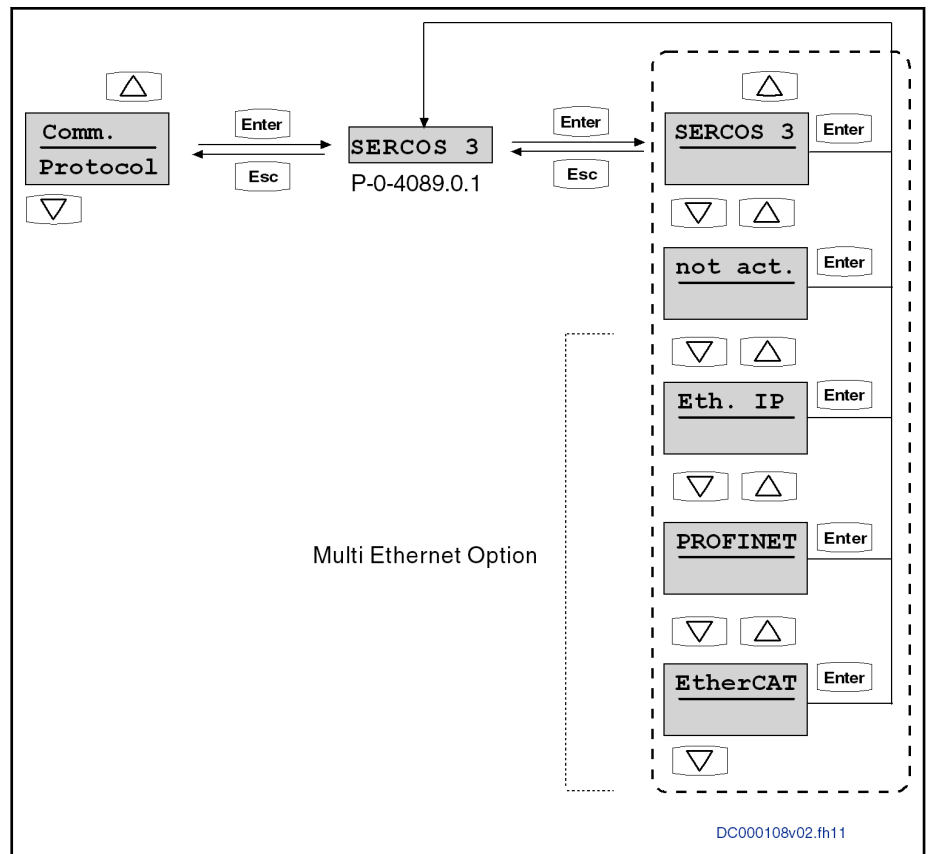 Comm.
Protocol
Enter
Esc
SERCOS 3
P-0-4089.0.1
Enter
Esc
SERCOS 3
Enter
not act.
Enter
Multi Ethernet Option
Eth. IP
Enter
PROFINET
Enter
EtherCAT
Enter
DC000108v02.fh11